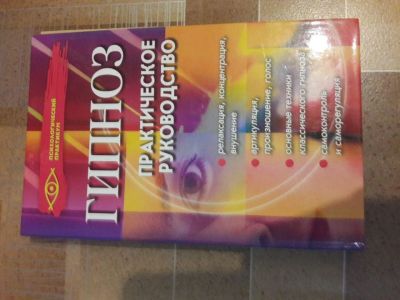 ПСИХОЛОГИЧЕСКИЙ
ПРАКТИКУМ
ГИПНОЗ
ПРАКТИЧЕСКОЕ
РУКОВОДСТВО
релаксация, концентрация,
внушение
артикуляция,
произношение, голос
основные техники
классического гипноза
самоконтроль
и саморегуляция